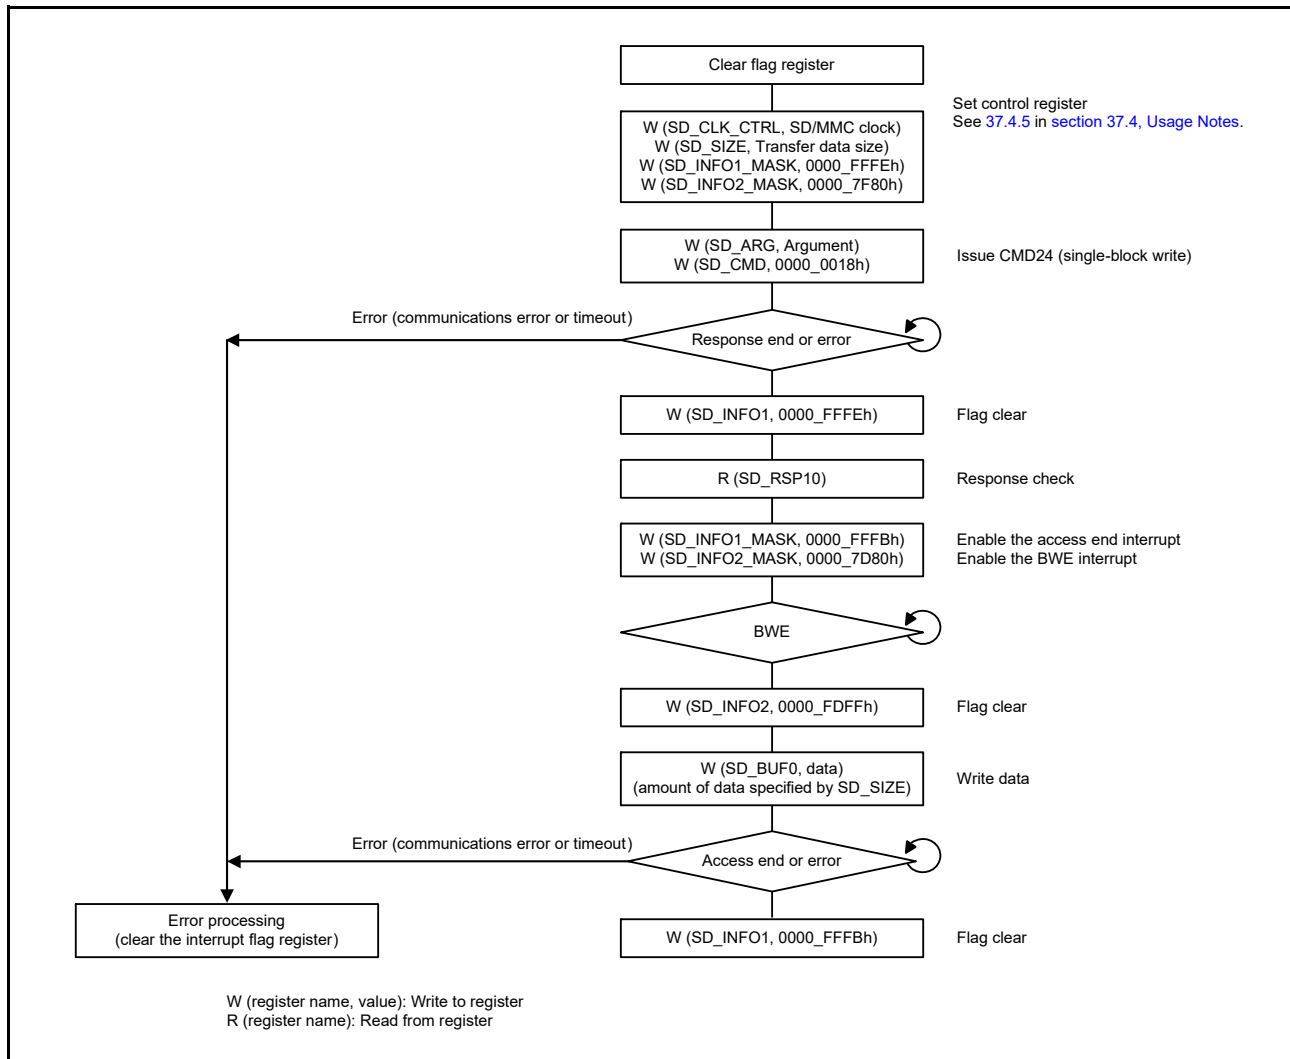 Clear flag register
Set control register
See 37.4.5 in section 37.4, Usage Notes.
W (SD_CLK_CTRL, SD/MMC clock)
W (SD_SIZE, Transfer data size)
W (SD_INFO1_MASK, 0000_FFFEh)
W (SD_INFO2_MASK, 0000_7F80h)
W (SD_ARG, Argument)
W (SD_CMD, 0000_0018h)
Issue CMD24 (single-block write)
Error (communications error or timeout)
Response end or error
W (SD_INFO1, 0000_FFFEh)
Flag clear
R (SD_RSP10)
Response check
W (SD_INFO1_MASK, 0000_FFFBh)
W (SD_INFO2_MASK, 0000_7D80h)
Enable the access end interrupt
Enable the BWE interrupt
BWE
W (SD_INFO2, 0000_FDFFh)
Flag clear
W (SD_BUF0, data)
(amount of data specified by SD_SIZE)
Write data
Error (communications error or timeout)
Access end or error
Error processing
(clear the interrupt flag register)
W (SD_INFO1, 0000_FFFBh)
Flag clear
W (register name, value): Write to register
R (register name): Read from register